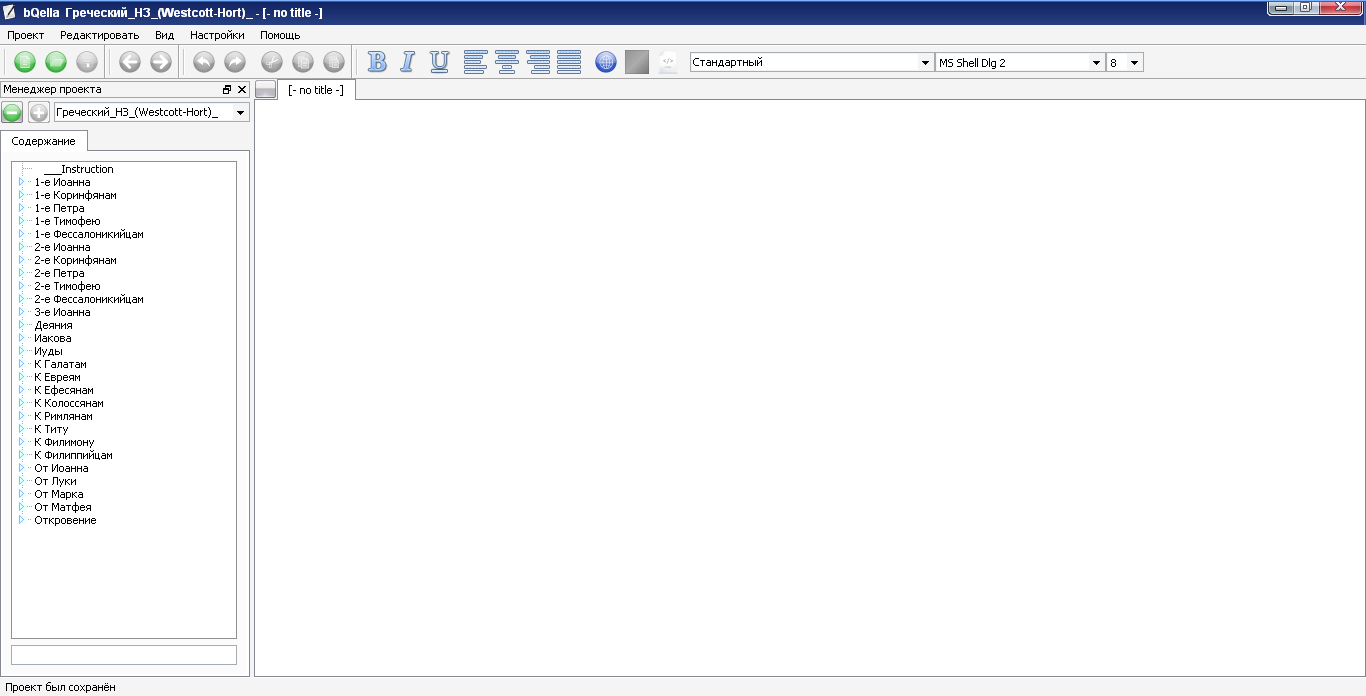 bQella Греческий_НЗ_(Westcott-Hort)_ - [- no title -]
Проект Редактировать Вид Настройки Помощь
B I U Стандартный MS Shell Dlg 2 8
Менеджер проекта
[- no title -]
Греческий_НЗ_(Westcott-Hort)_
Содержание
___Instruction
1-е Иоанна
1-е Коринфянам
1-е Петра
1-е Тимофею
1-е Фессалоникийцам
2-е Иоанна
2-е Коринфянам
2-е Петра
2-е Тимофею
2-е Фессалоникийцам
3-е Иоанна
Деяния
Иакова
Иуды
К Галатам
К Евреям
К Ефесянам
К Колоссянам
К Римлянам
К Титу
К Филимону
К Филиппийцам
От Иоанна
От Луки
От Марка
От Матфея
Откровение
Проект был сохранён